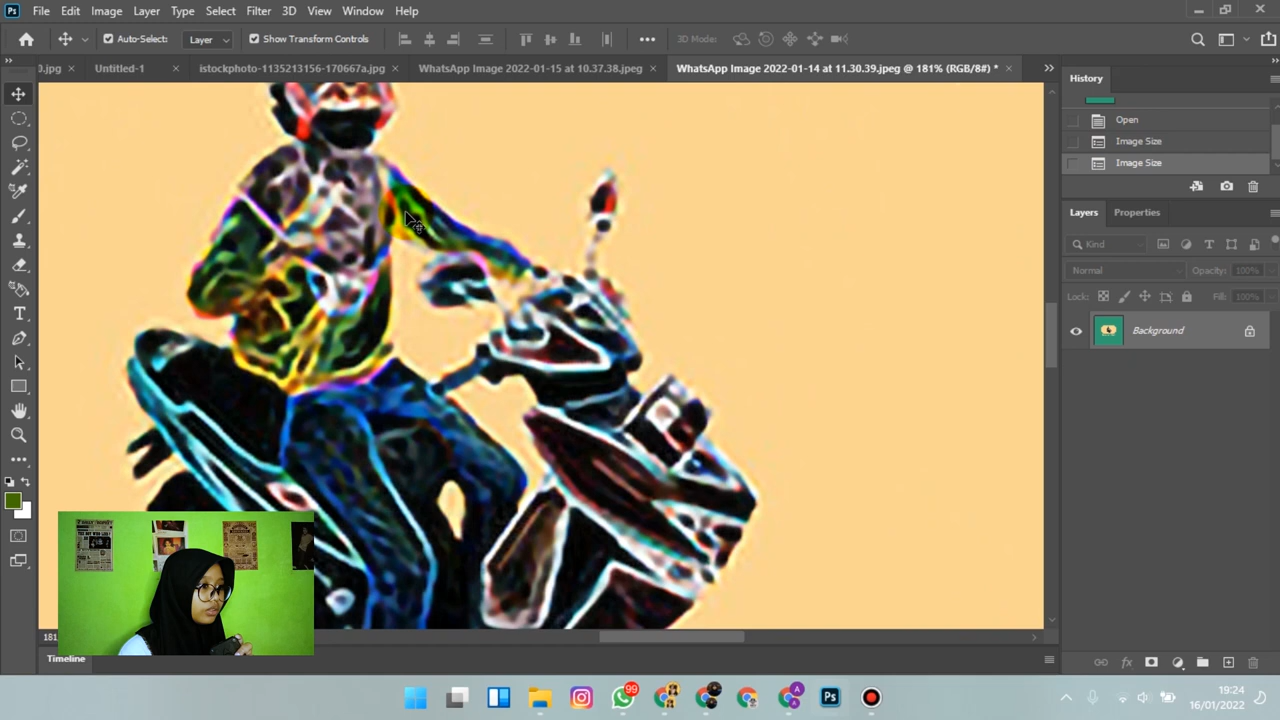 Ps File Edit Image Layer Type Select Filter 3D View Window Help
Auto-Select: Layer Show Transform Controls 3D Mode:
0.jpg × Untitled-1 × istockphoto-1135213156-170667a.jpg × WhatsApp Image 2022-01-15 at 10.37.38.jpeg × WhatsApp Image 2022-01-14 at 11.30.39.jpeg @ 181% (RGB/8#) * ×
History
Open
Image Size
Image Size
Layers Properties
Kind
Normal Opacity: 100%
Lock: Fill: 100%
Background
181
Timeline
99
A
Ps
19:24
16/01/2022